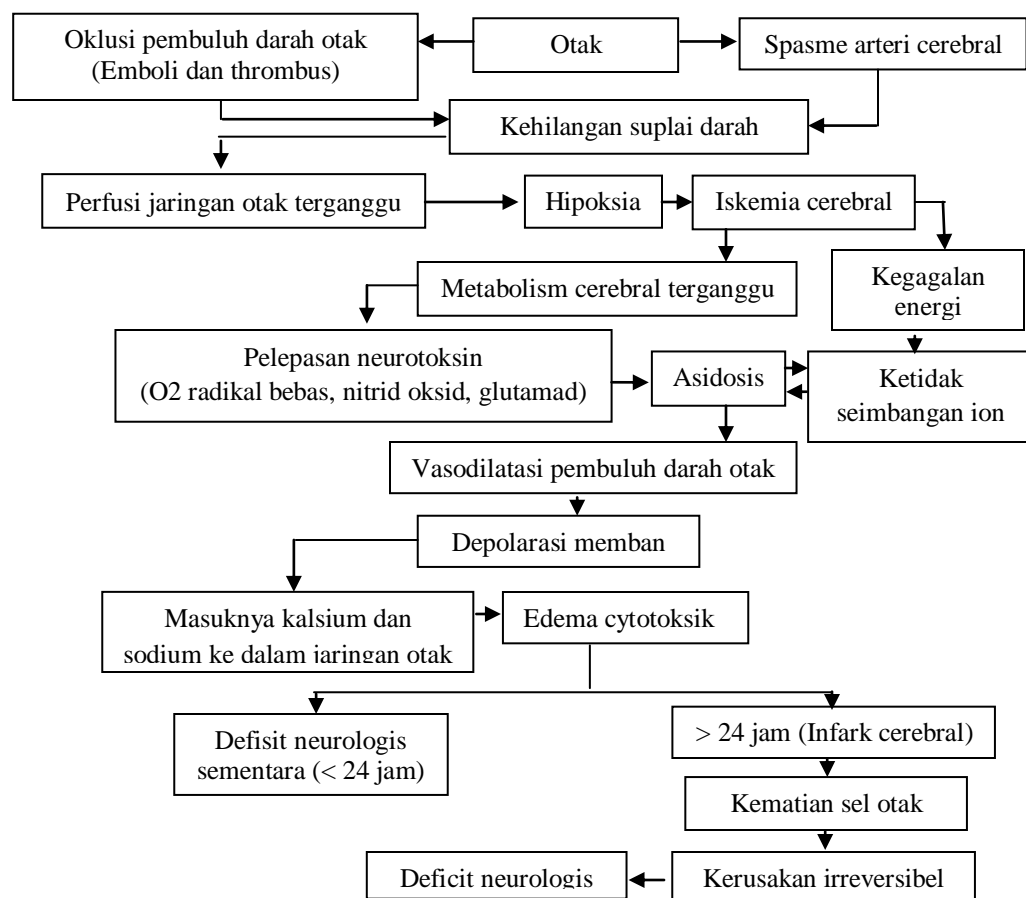 Oklusi pembuluh darah otak
(Emboli dan thrombus)
Otak
Spasme arteri cerebral
Kehilangan suplai darah
Perfusi jaringan otak terganggu
Hipoksia
Iskemia cerebral
Metabolism cerebral terganggu
Kegagalan
energi
Pelepasan neurotoksin
(O2 radikal bebas, nitrid oksid, glutamad)
Asidosis
Ketidak
seimbangan ion
Vasodilatasi pembuluh darah otak
Depolarasi memban
Masuknya kalsium dan
sodium ke dalam jaringan otak
Edema cytotoksik
Defisit neurologis
sementara (< 24 jam)
> 24 jam (Infark cerebral)
Kematian sel otak
Deficit neurologis
Kerusakan irreversibel